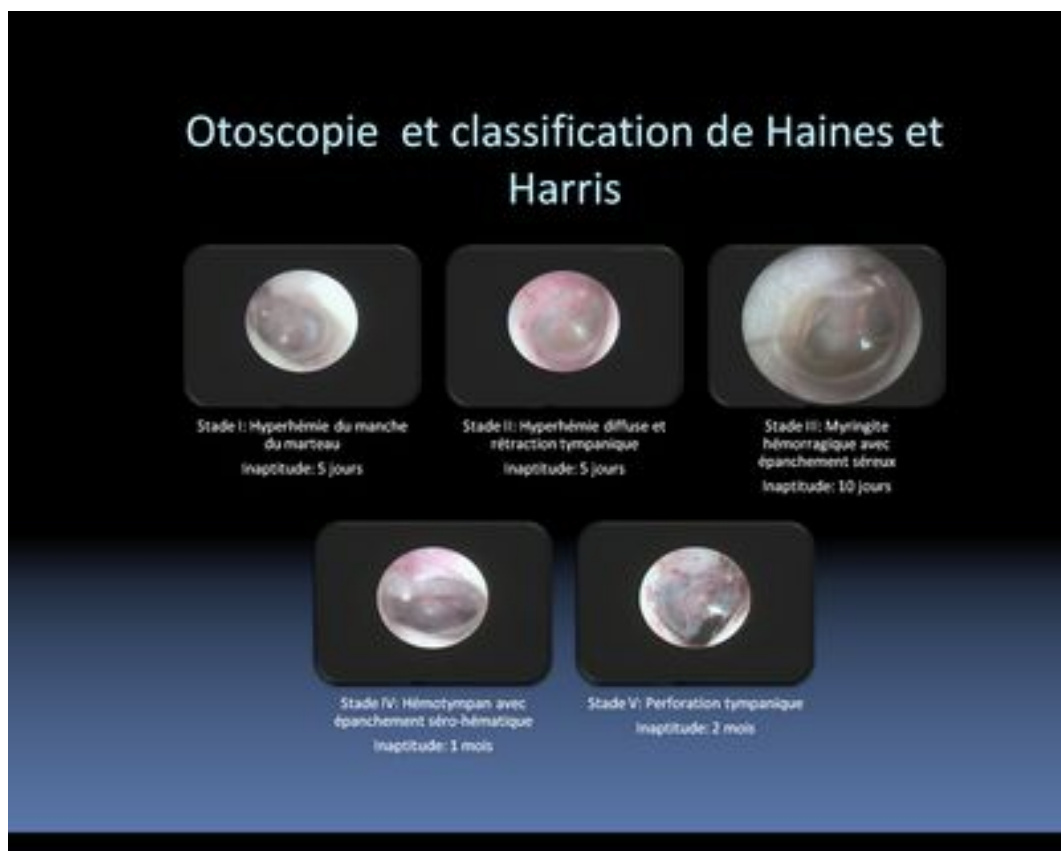 Otoscopie et classification de Haines et
Harris
Stade I: Hyperhémie du manche
du marteau
Inaptitude: 5 jours
Stade II: Hyperhémie diffuse et
rétraction tympanique
Inaptitude: 5 jours
Stade III: Myringite
hémorragique avec
épanchement séreux
Inaptitude: 10 jours
Stade IV: Hémotympan avec
épanchement séro-hématique
Inaptitude: 1 mois
Stade V: Perforation tympanique
Inaptitude: 2 mois